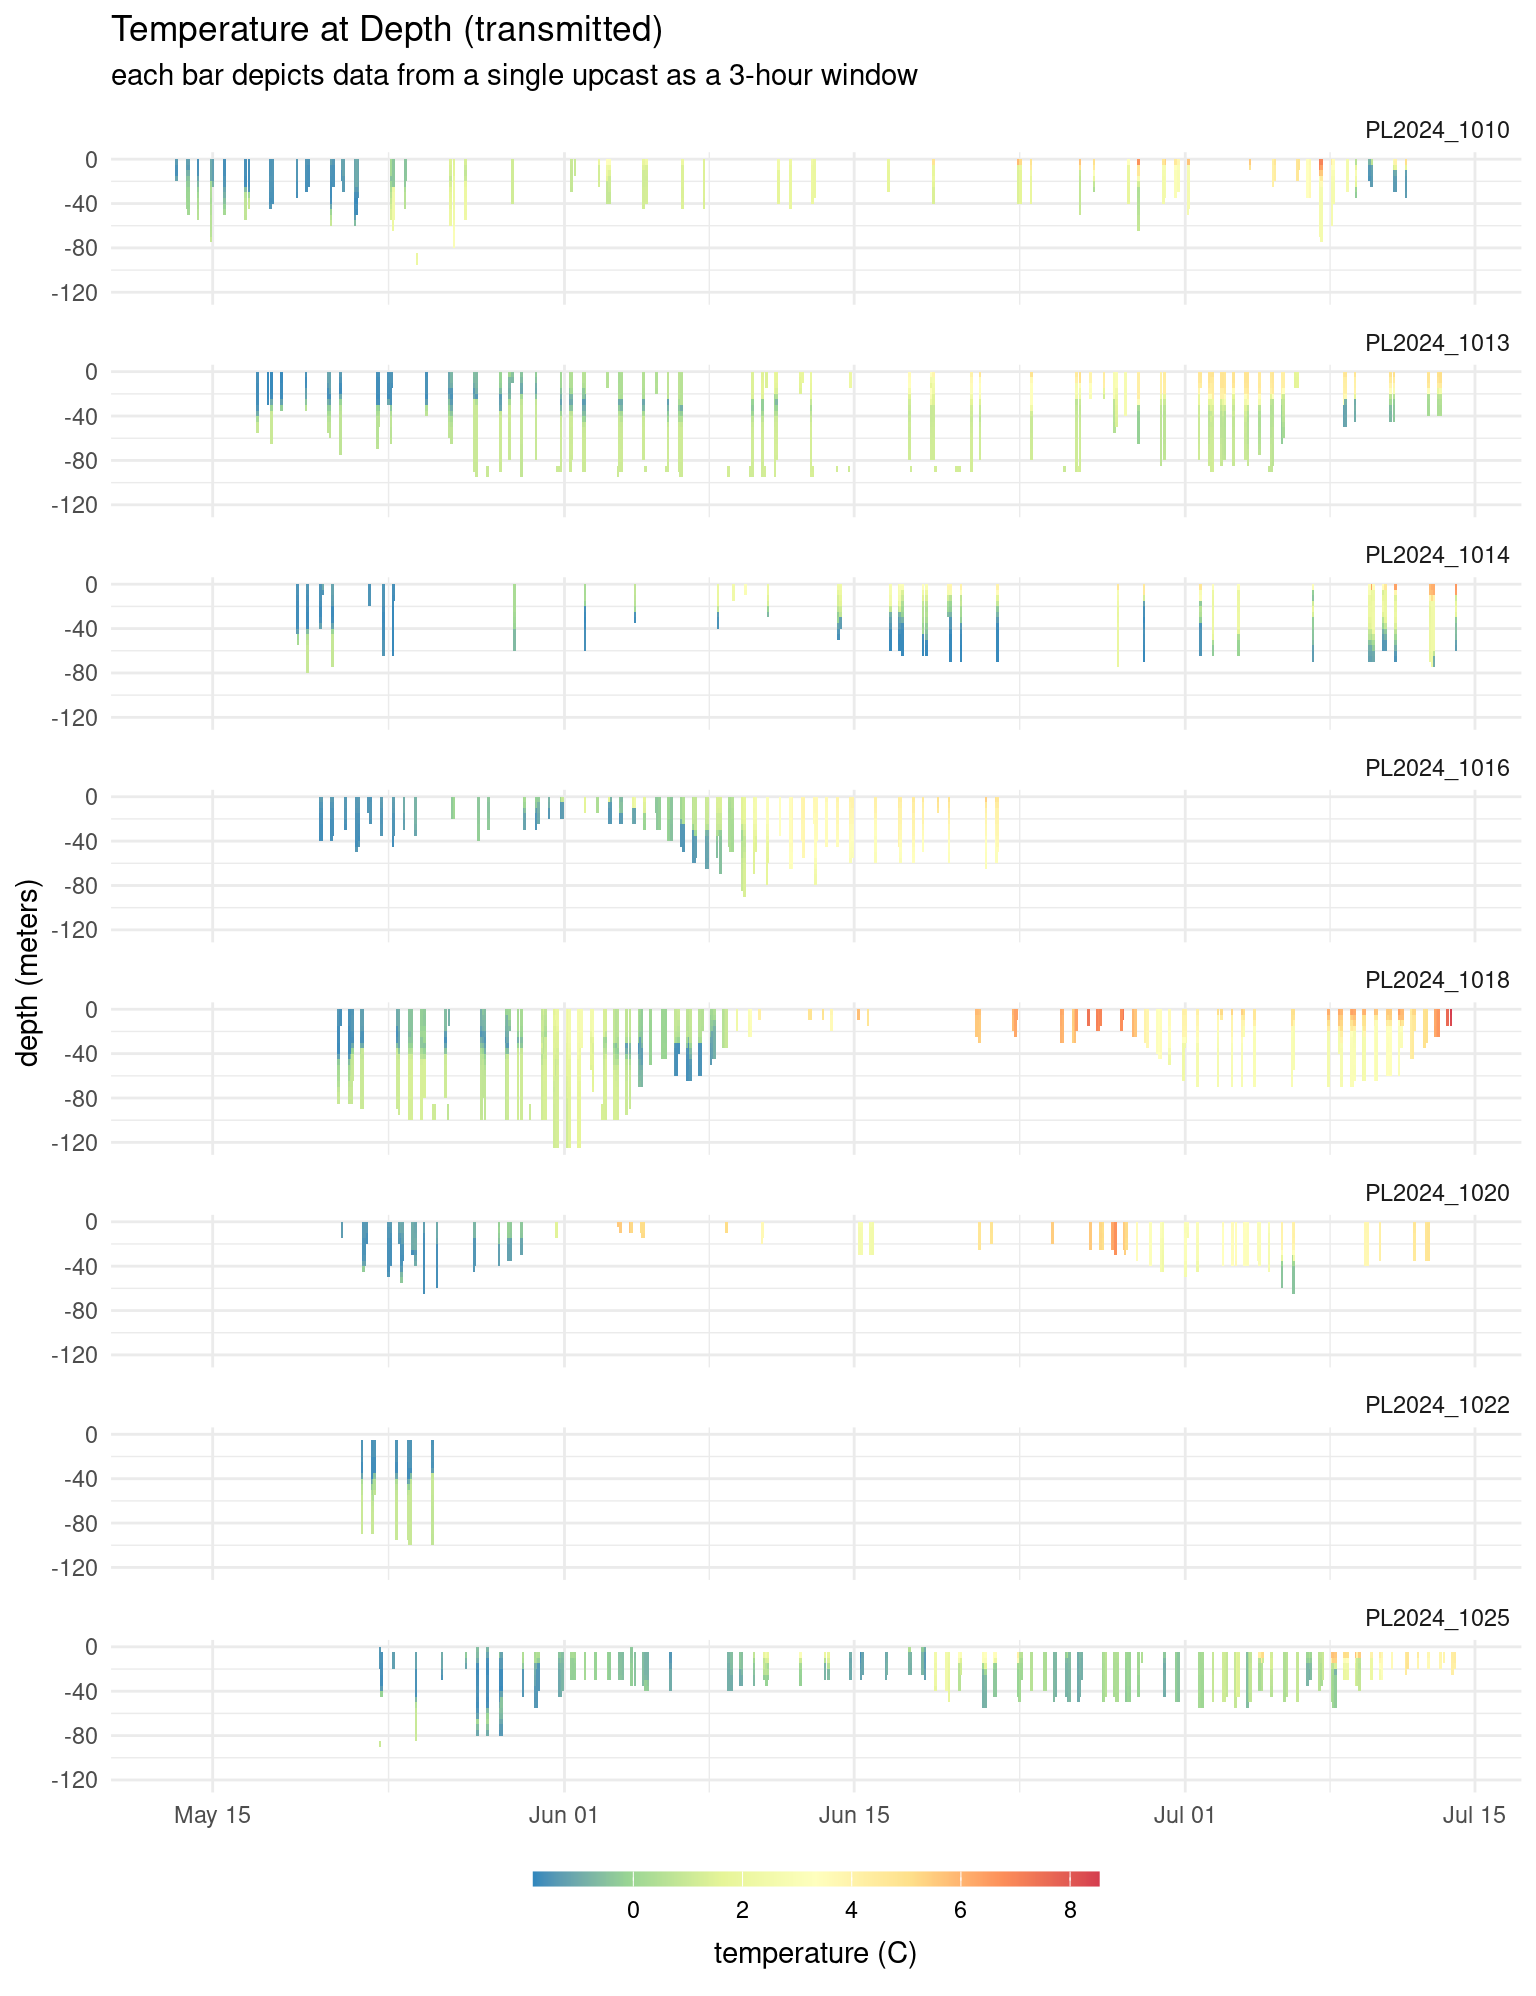 Temperature at Depth (transmitted)
each bar depicts data from a single upcast as a 3-hour window
PL2024_1010
0
-40
-80
-120
PL2024_1013
0
-40
-80
-120
PL2024_1014
0
-40
-80
-120
PL2024_1016
0
-40
-80
-120
depth (meters)
PL2024_1018
0
-40
-80
-120
PL2024_1020
0
-40
-80
-120
PL2024_1022
0
-40
-80
-120
PL2024_1025
0
-40
-80
-120
May 15 Jun 01 Jun 15 Jul 01 Jul 15
0 2 4 6 8
temperature (C)